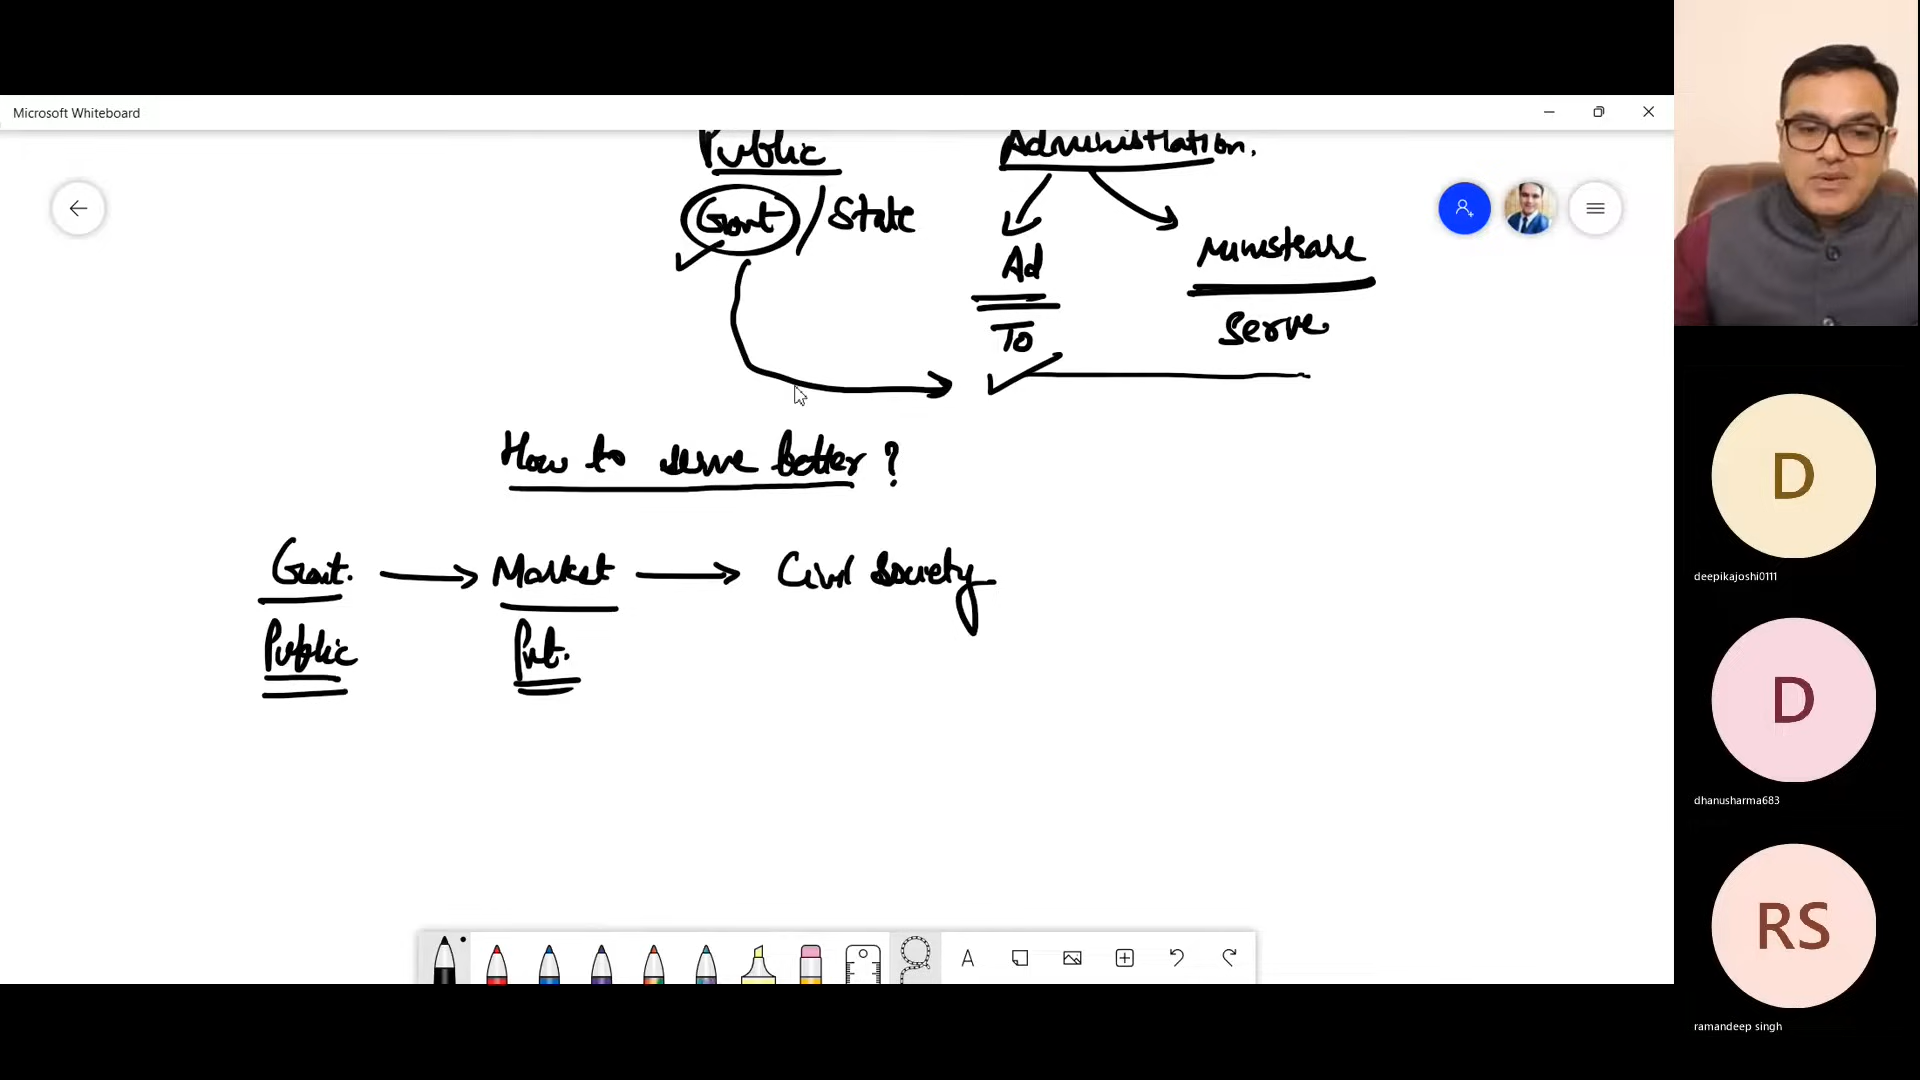 Microsoft Whiteboard
Public Administration.
Govt / State
Ad Ministrare
To Serve
How to serve better ?
Govt. → Market → Civil Society
Public Pvt.
A
D
deepikajoshi0111
D
dhanusharma683
RS
ramandeep singh